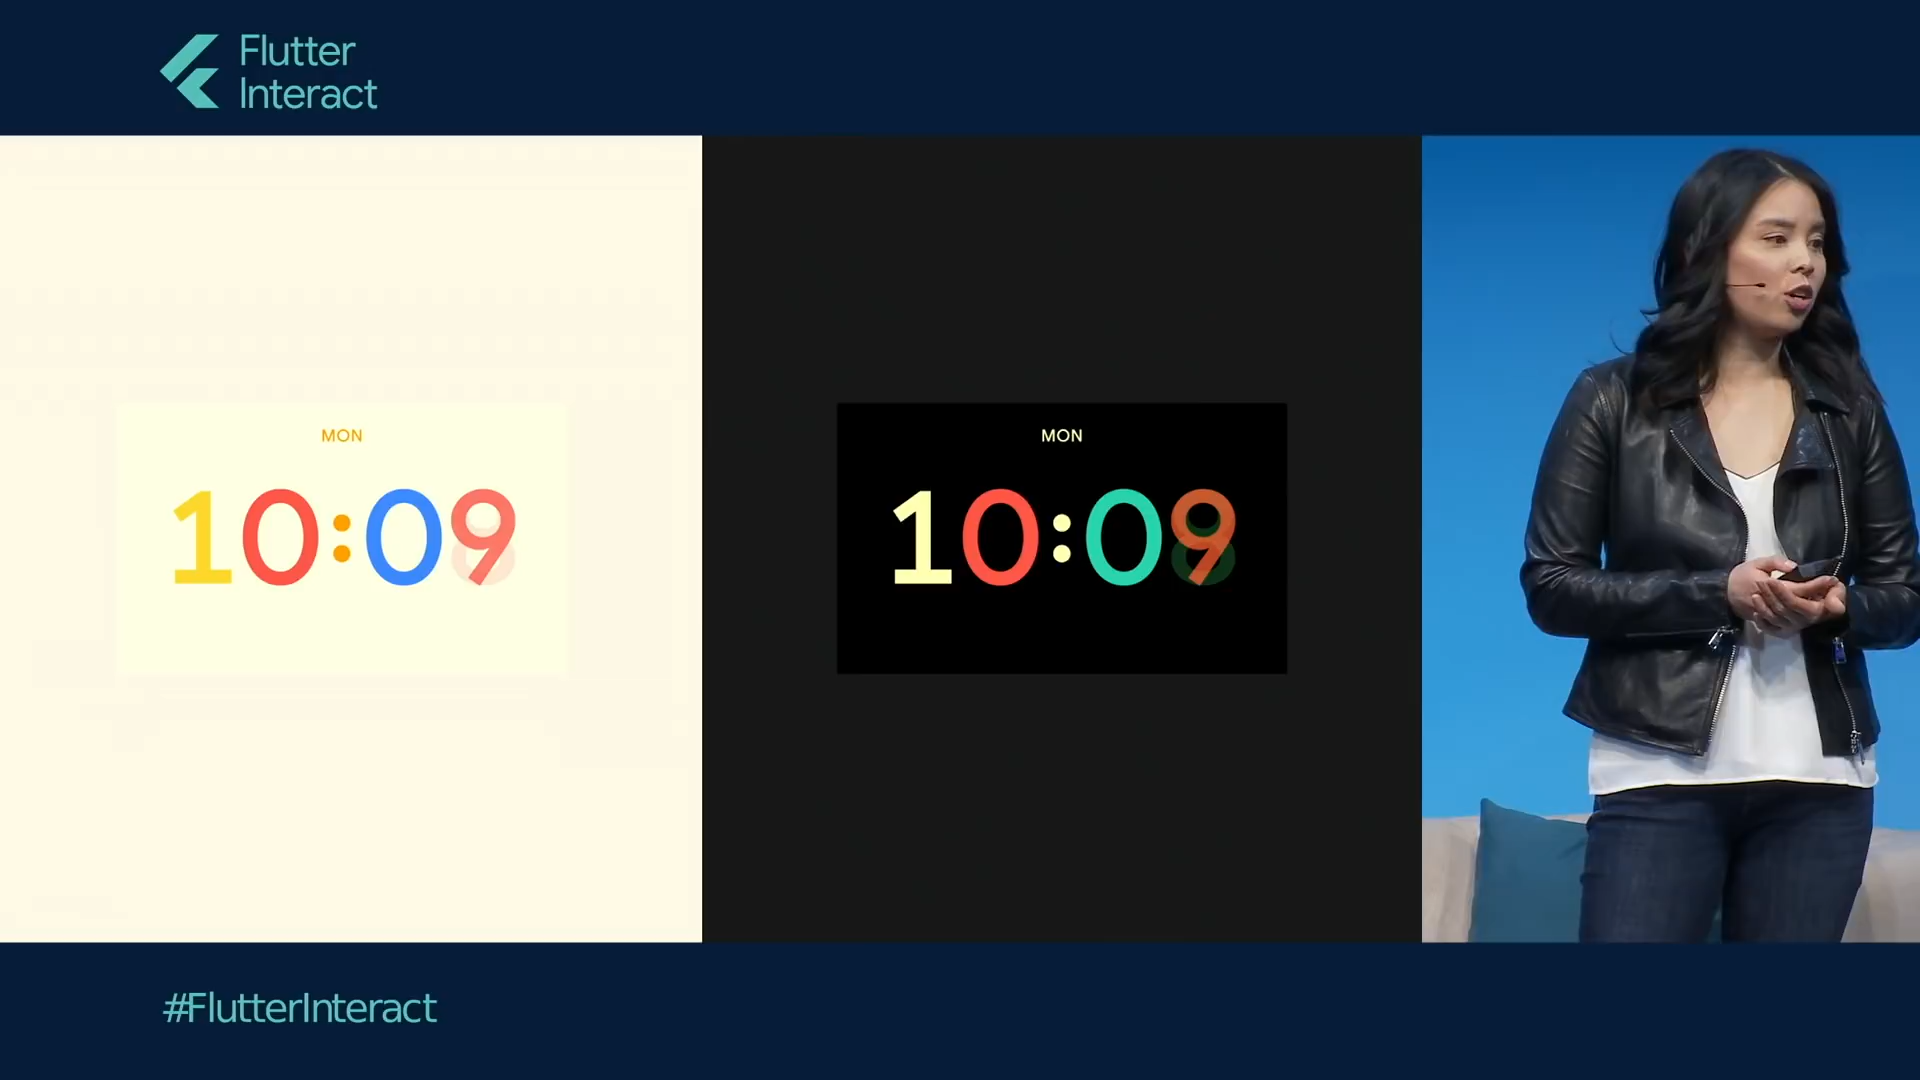 Flutter
Interact
MON
10:09
MON
10:09
#FlutterInteract